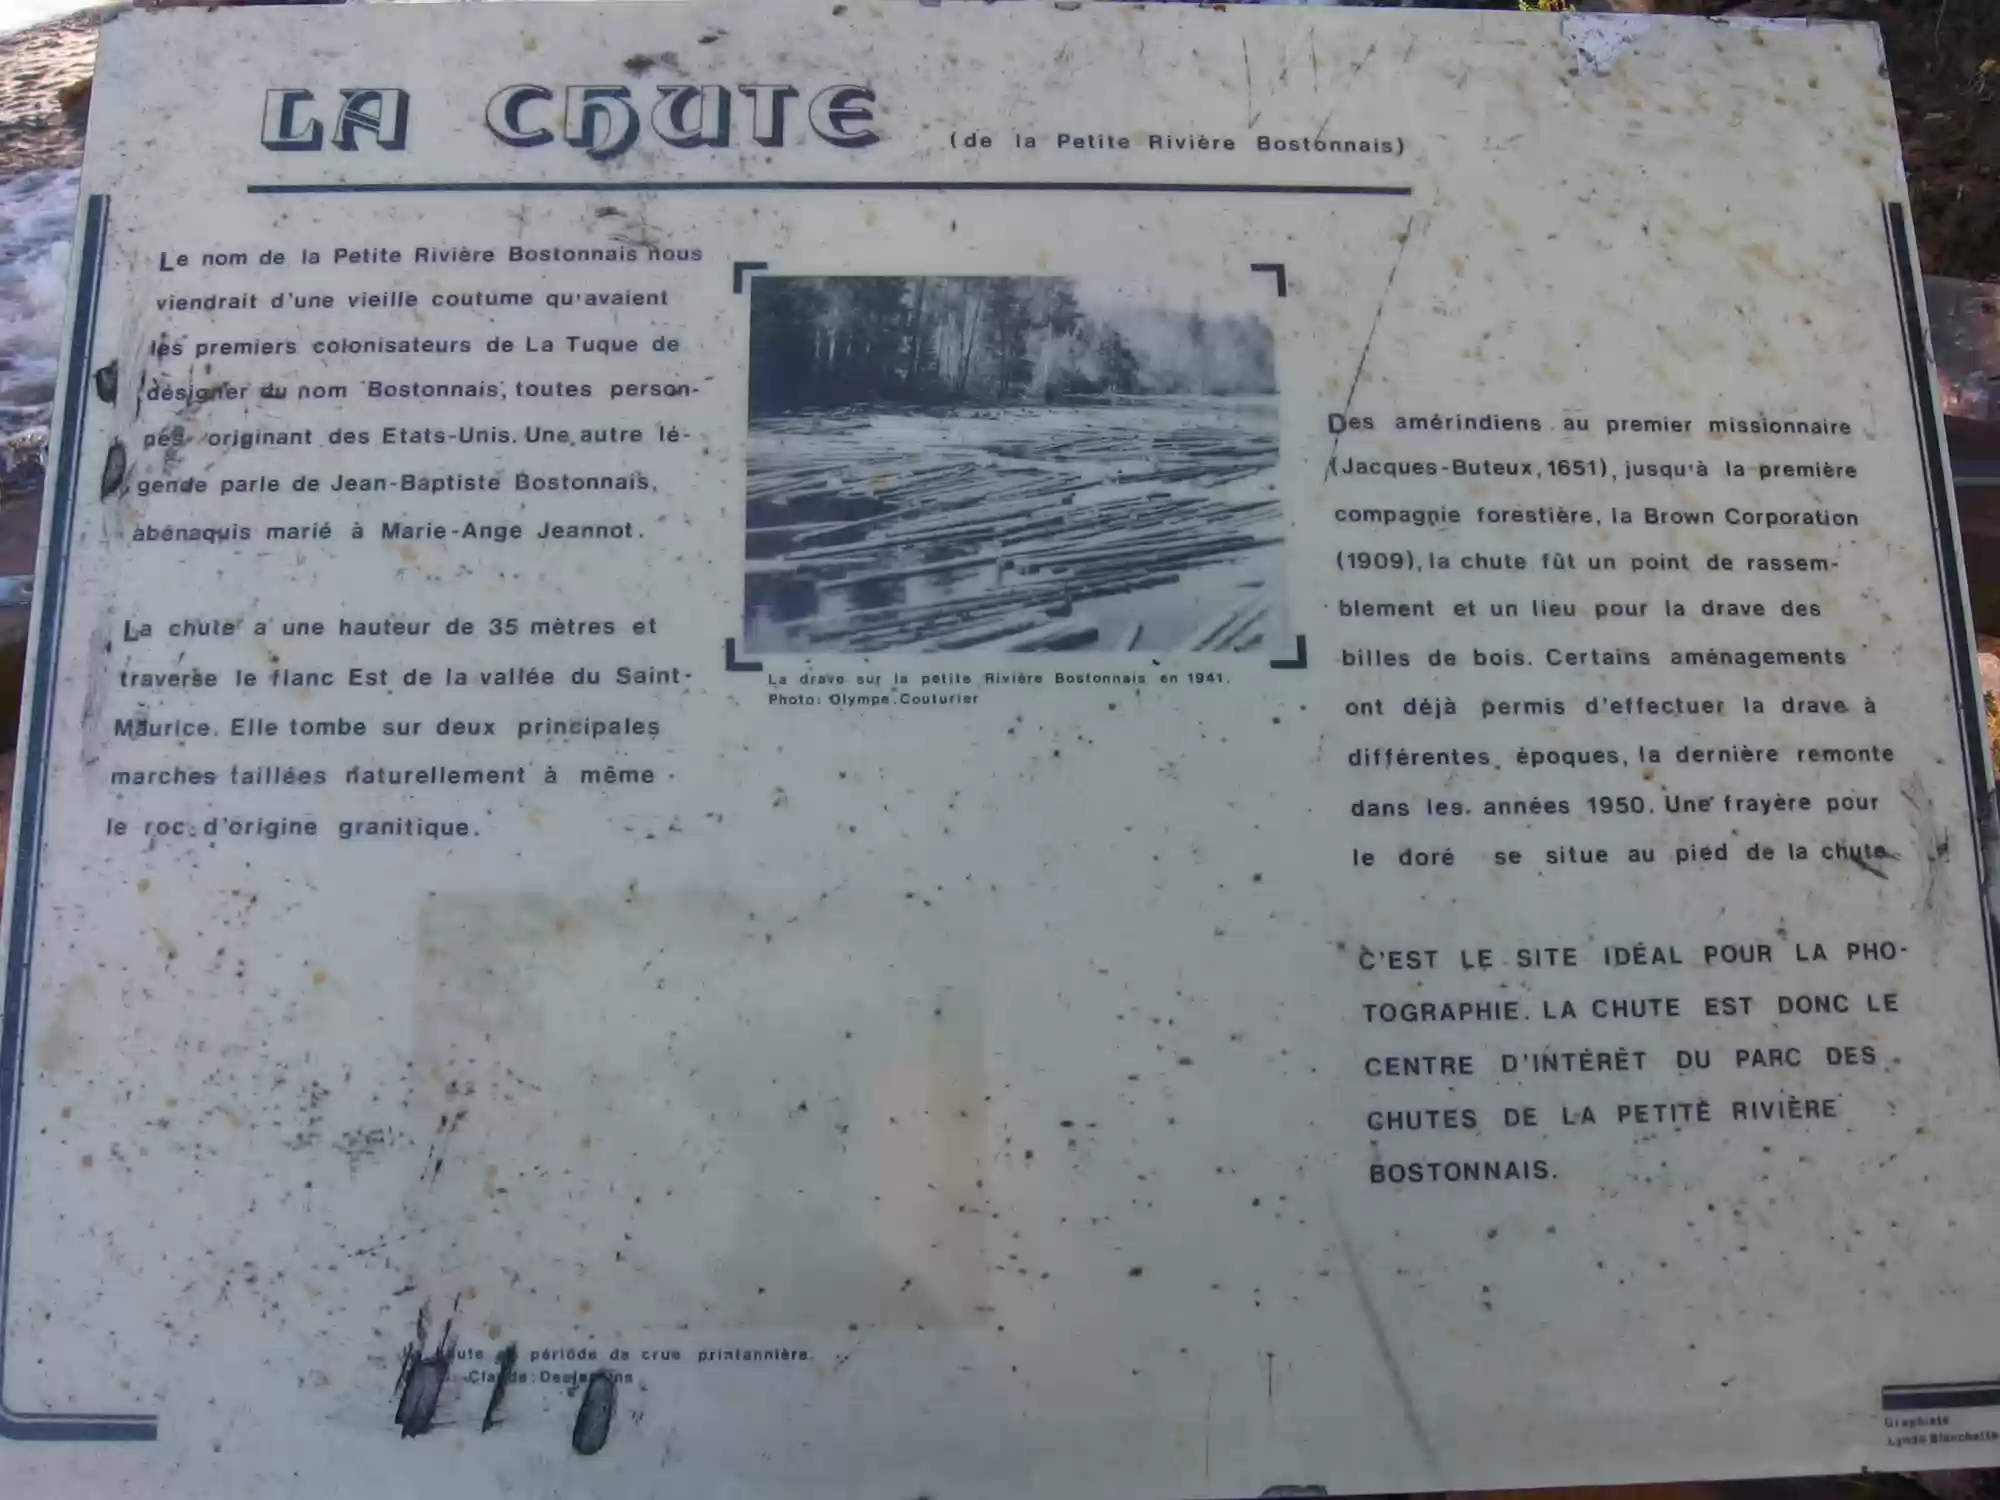 LA CHUTE (de la Petite Rivière Bostonnais)
Le nom de la Petite Rivière Bostonnais nous
viendrait d'une vieille coutume qu'avaient
les premiers colonisateurs de La Tuque de
désigner du nom 'Bostonnais', toutes person-
nes originant des Etats-Unis. Une autre lé-
gende parle de Jean-Baptiste Bostonnais,
abénaquis marié à Marie-Ange Jeannot.
La chute a une hauteur de 35 mètres et
traverse le flanc Est de la vallée du Saint-
Maurice. Elle tombe sur deux principales
marches taillées naturellement à même
le roc d'origine granitique.
La drave sur la petite Rivière Bostonnais en 1941.
Photo: Olympe Couturier
Des amérindiens au premier missionnaire
(Jacques-Buteux, 1651), jusqu'à la première
compagnie forestière, la Brown Corporation
(1909), la chute fût un point de rassem-
blement et un lieu pour la drave des
billes de bois. Certains aménagements
ont déjà permis d'effectuer la drave à
différentes époques, la dernière remonte
dans les années 1950. Une frayère pour
le doré se situe au pied de la chute.
C'EST LE SITE IDÉAL POUR LA PHO-
TOGRAPHIE. LA CHUTE EST DONC LE
CENTRE D'INTÉRÊT DU PARC DES
CHUTES DE LA PETITE RIVIÈRE
BOSTONNAIS.
période de crue printannière.
Claude
Graphiste
Lynda Blanchette